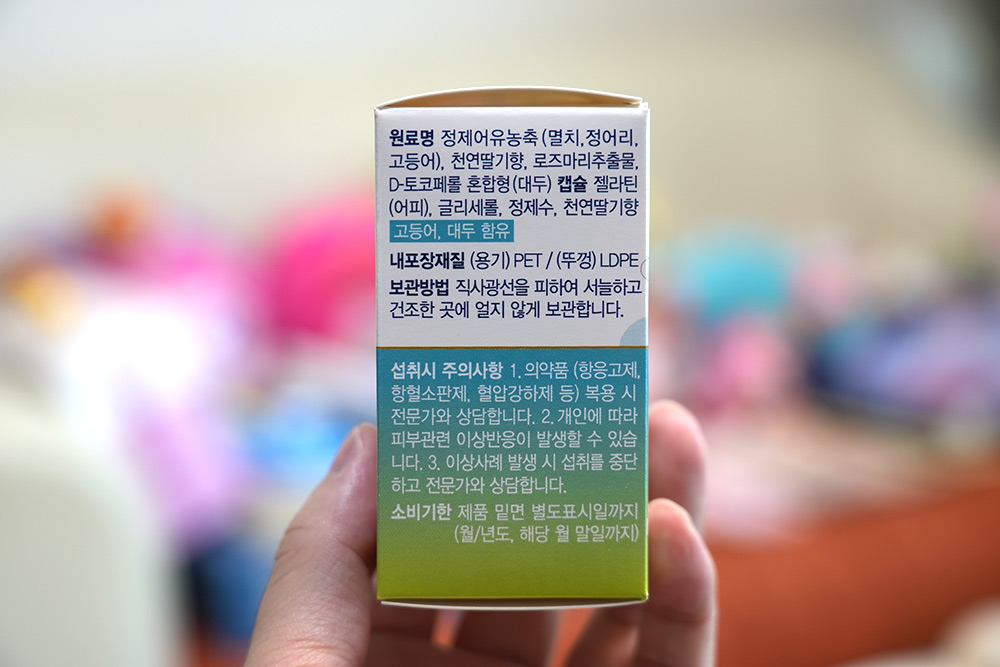 원료명 정제어유농축(멸치,정어리,
고등어), 천연딸기향, 로즈마리추출물,
D-토코페롤 혼합형(대두) 캡슐 젤라틴
(어피), 글리세롤, 정제수, 천연딸기향
고등어, 대두 함유
내포장재질 (용기) PET / (뚜껑) LDPE
보관방법 직사광선을 피하여 서늘하고
건조한 곳에 얼지 않게 보관합니다.
섭취시 주의사항 1. 의약품 (항응고제,
항혈소판제, 혈압강하제 등) 복용 시
전문가와 상담합니다. 2. 개인에 따라
피부관련 이상반응이 발생할 수 있습
니다. 3. 이상사례 발생 시 섭취를 중단
하고 전문가와 상담합니다.
소비기한 제품 밑면 별도표시일까지
(월/년도, 해당 월 말일까지)